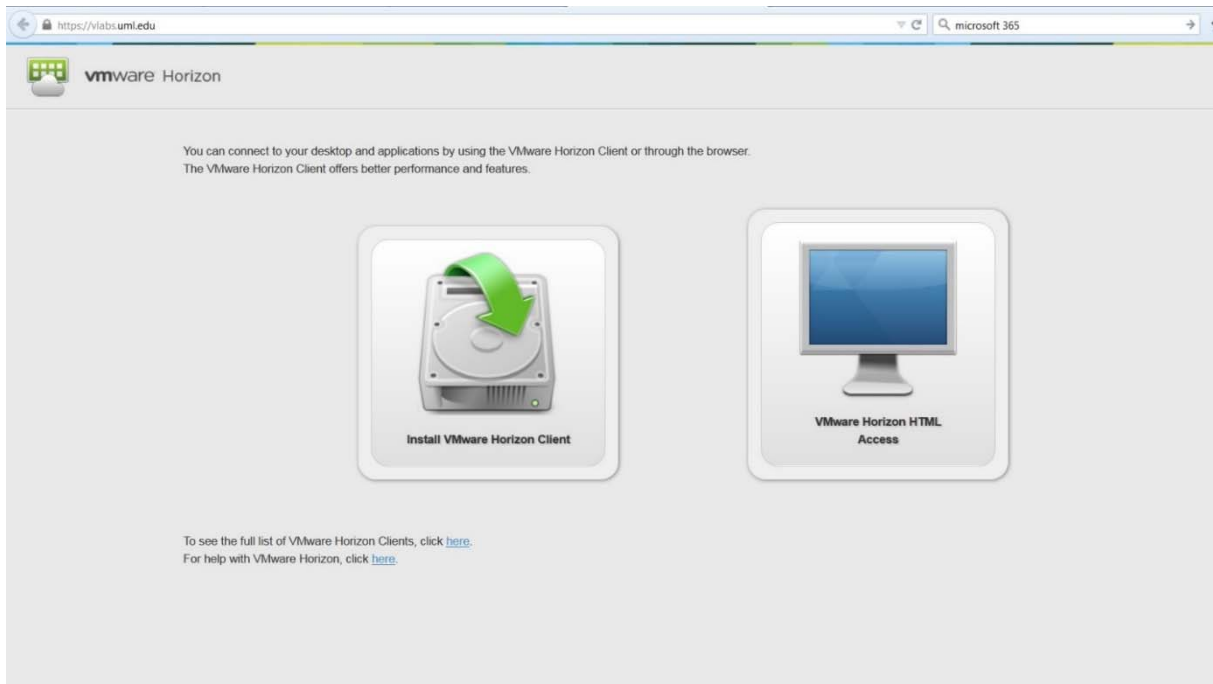 https://vlabs.uml.edu
microsoft 365
vmware Horizon
You can connect to your desktop and applications by using the VMware Horizon Client or through the browser.
The VMware Horizon Client offers better performance and features.
Install VMware Horizon Client
VMware Horizon HTML
Access
To see the full list of VMware Horizon Clients, click here.
For help with VMware Horizon, click here.